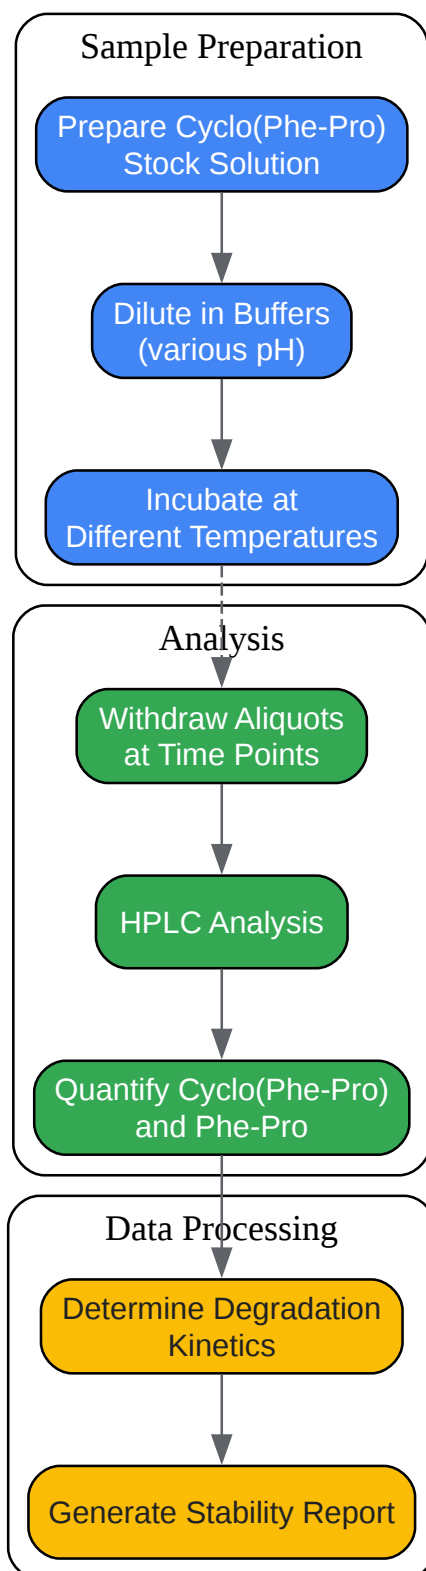 Sample Preparation
Prepare Cyclo(Phe-Pro)
Stock Solution
Dilute in Buffers
(various pH)
Incubate at
Different Temperatures
Analysis
Withdraw Aliquots
at Time Points
HPLC Analysis
Quantify Cyclo(Phe-Pro)
and Phe-Pro
Data Processing
Determine Degradation
Kinetics
Generate Stability Report